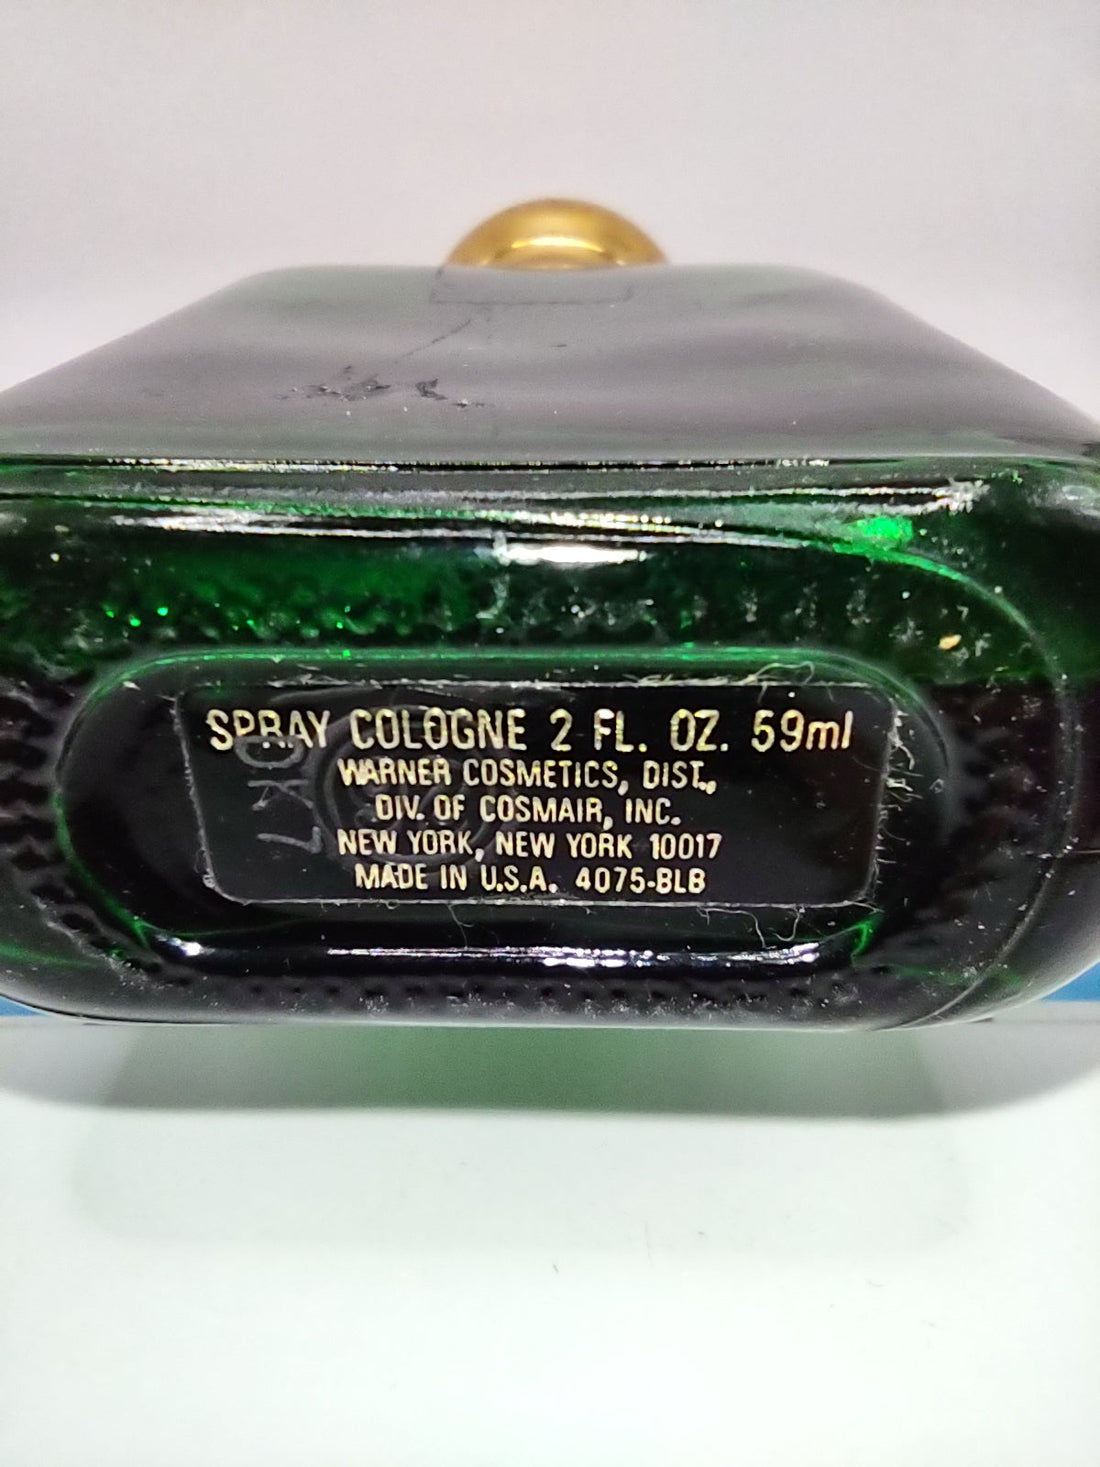 SPRAY COLOGNE 2 FL. OZ. 59ml
WARNER COSMETICS, DIST.,
DIV. OF COSMAIR, INC.
NEW YORK, NEW YORK 10017
MADE IN U.S.A. 4075-BLB